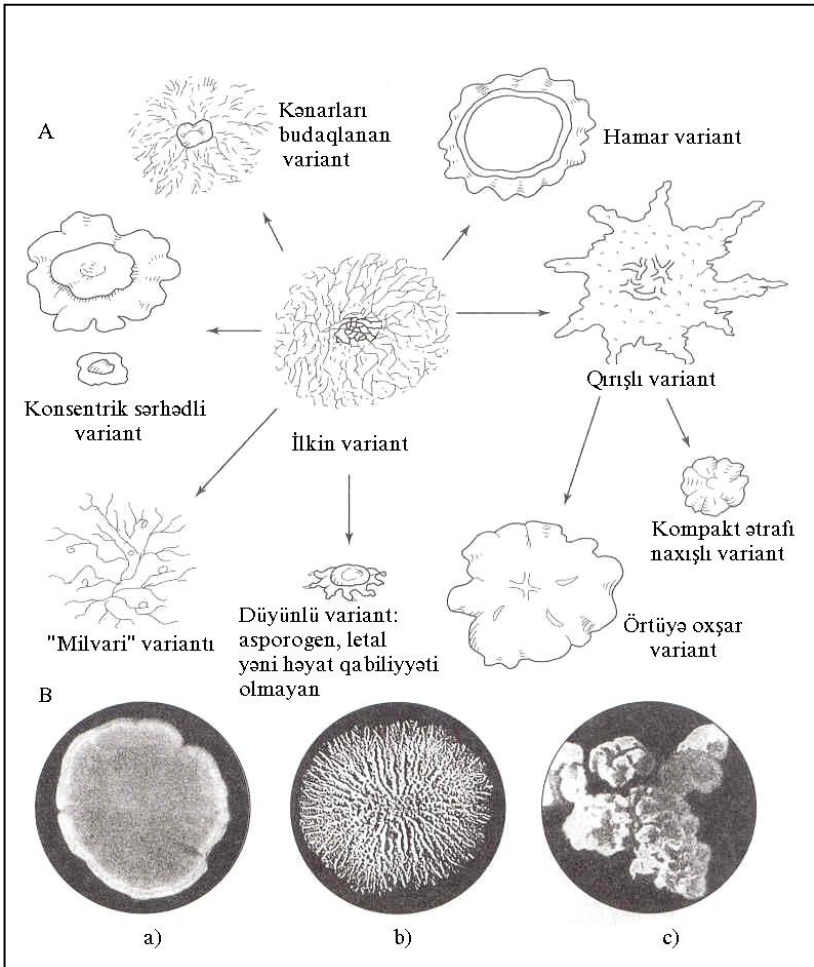 A
Kənarları
budaqlanan
variant
Hamar variant
Konsentrik sərhədli
variant
İlkin variant
Qırışlı variant
"Milvari" variantı
Düyünlü variant:
asporogen, letal
yəni həyat qabiliyyəti
olmayan
Kompakt ətrafı
naxışlı variant
Örtüyə oxşar
variant
B
a)
b)
c)